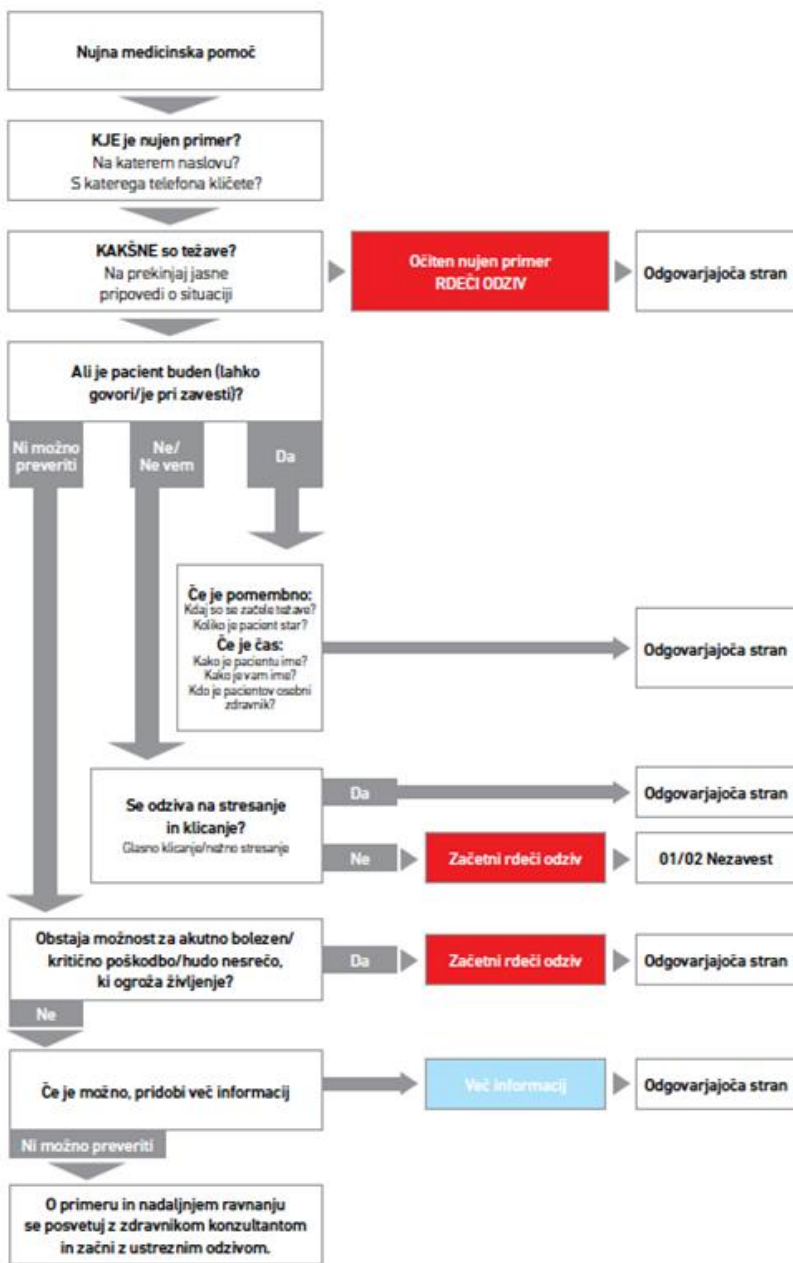 Nujna medicinska pomoč
KJE je nujen primer?
Na katerem naslovu?
S katerega telefona kličete?
KAKŠNE so težave?
Na prekinjaj jasne
pripovedi o situaciji
Očiten nujen primer
RDEČI ODZIV
Odgovarjajoča stran
Ali je pacient buden (lahko
govori/je pri zavesti)?
Ni možno
preveriti
Ne/
Ne vem
Da
Če je pomembno:
Kdaj so se začele težave?
Koliko je pacient star?
Če je čas:
Kako je pacientu ime?
Kako je vam ime?
Kdo je pacientov osebni
zdravnik?
Odgovarjajoča stran
Se odziva na stresanje
in klicanje?
Glasno klicanje/nežno stresanje
Da
Odgovarjajoča stran
Ne
Začetni rdeči odziv
01/02 Nezavest
Obstaja možnost za akutno bolezen/
kritično poškodbo/hudo nesrečo,
ki ogroža življenje?
Da
Začetni rdeči odziv
Odgovarjajoča stran
Ne
Če je možno, pridobi več informacij
Več informacij
Odgovarjajoča stran
Ni možno preveriti
O primeru in nadaljnjem ravnanju
se posvetuj z zdravnikom konzultantom
in začni z ustreznim odzivom.